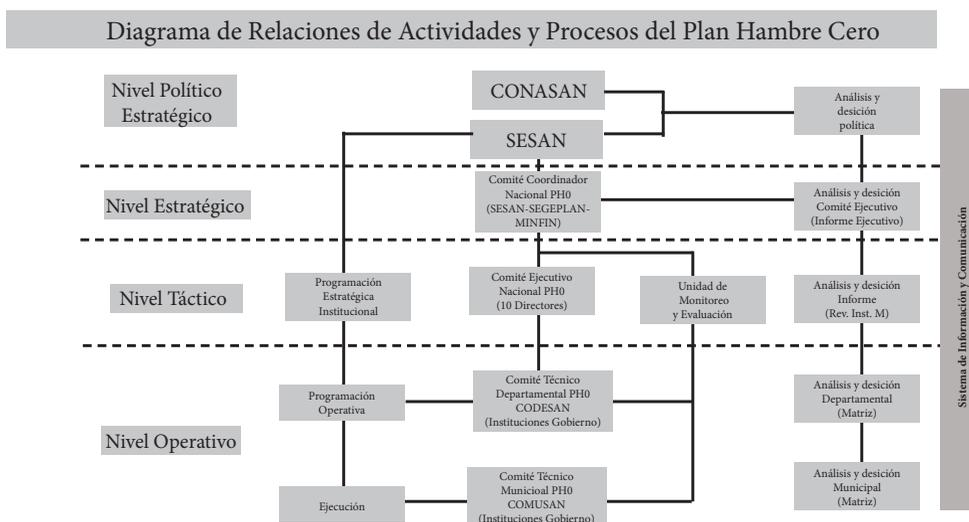 Diagrama de Relaciones de Actividades y Procesos del Plan Hambre Cero
Nivel Político
Estratégico
CONASAN
SESAN
Análisis y
desición
política
Nivel Estratégico
Comité Coordinador
Nacional PH0
(SESAN-SEGEPLAN-
MINFIN)
Análisis y desición
Comité Ejecutivo
(Informe Ejecutivo)
Nivel Táctico
Programación
Estratégica
Institucional
Comité Ejecutivo
Nacional PH0
(10 Directores)
Unidad de
Monitoreo
y Evaluación
Análisis y desición
Informe
(Rev. Inst. M)
Nivel Operativo
Programación
Operativa
Comité Técnico
Departamental PH0
CODESAN
(Instituciones Gobierno)
Análisis y desición
Departamental
(Matriz)
Ejecución
Comité Técnico
Municioal PH0
COMUSAN
(Instituciones Gobierno)
Análisis y desición
Municipal
(Matriz)
Sistema de Información y Comunicación